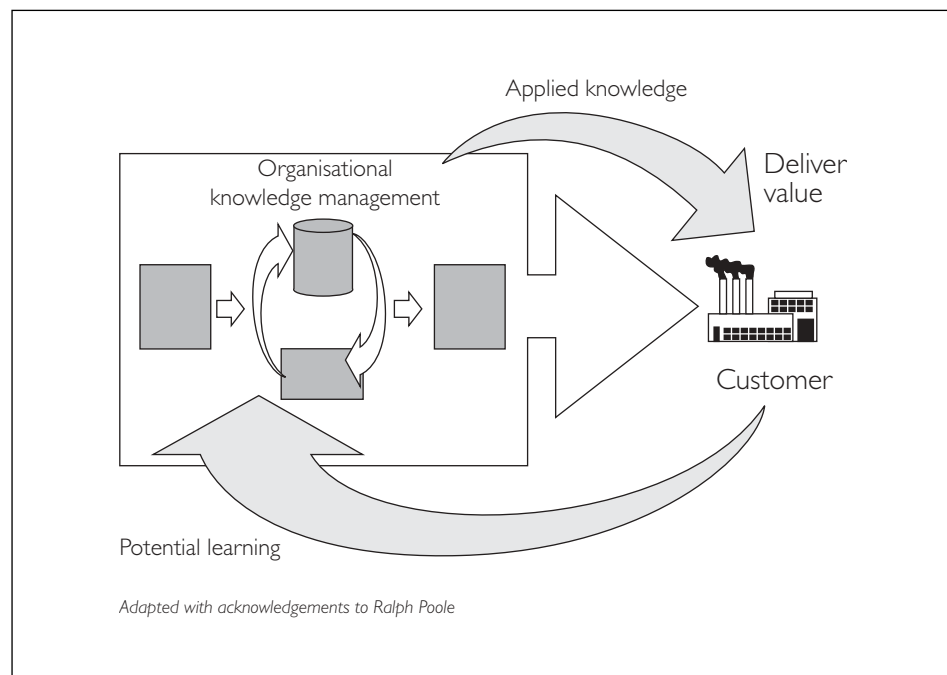 Applied knowledge
Organisational
knowledge management
Deliver
value
Customer
Potential learning
Adapted with acknowledgements to Ralph Poole